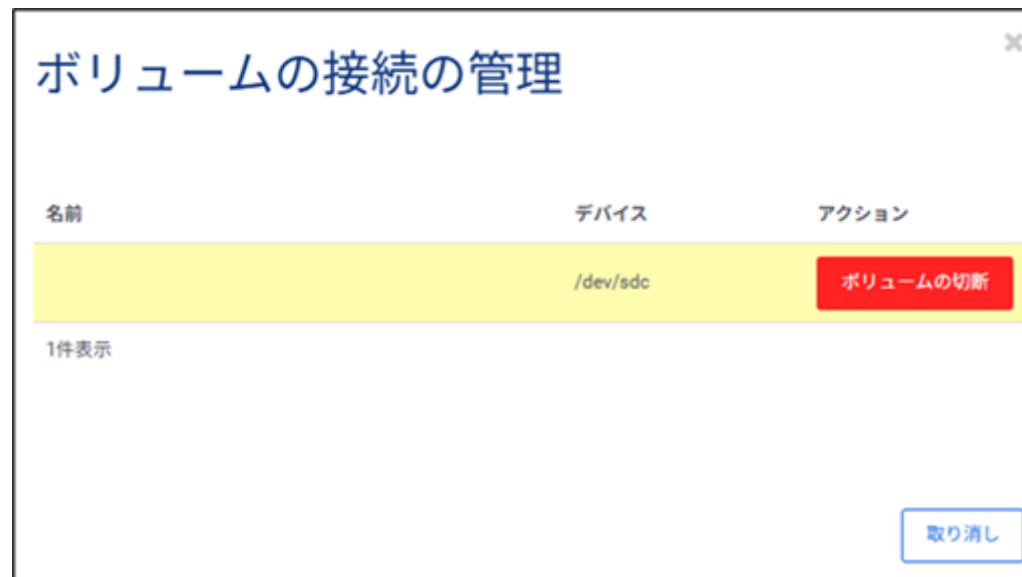 ボリュームの接続の管理
名前 デバイス アクション
/dev/sdc ボリュームの切断
1件表示
取り消し